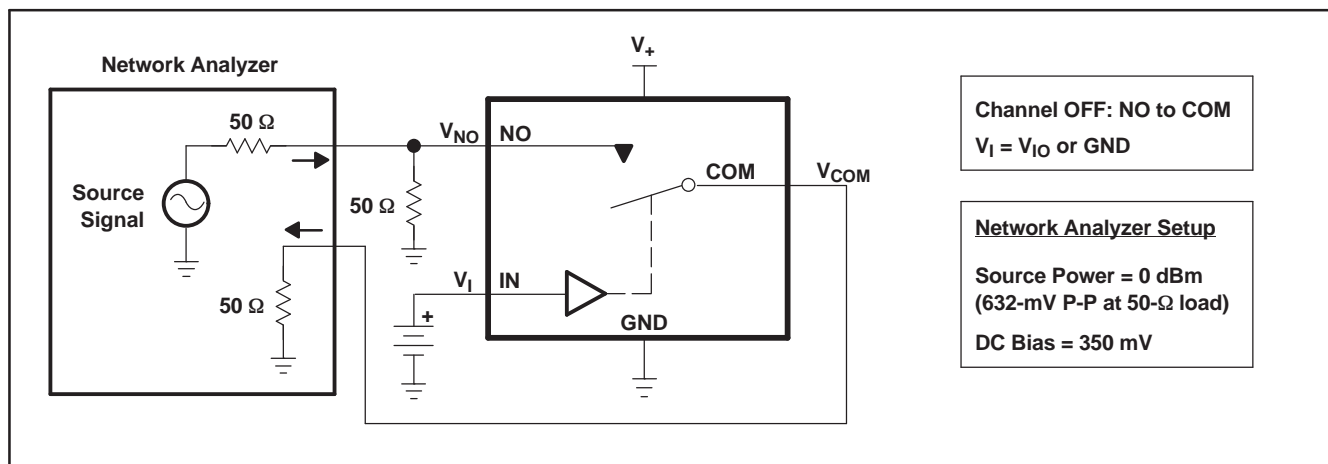 V+
Network Analyzer
50 Ω
VNO
NO
COM
VCOM
Source
Signal
50 Ω
50 Ω
VI
IN
+
GND
Channel OFF: NO to COM
VI = VIO or GND
Network Analyzer Setup
Source Power = 0 dBm
(632-mV P-P at 50-Ω load)
DC Bias = 350 mV